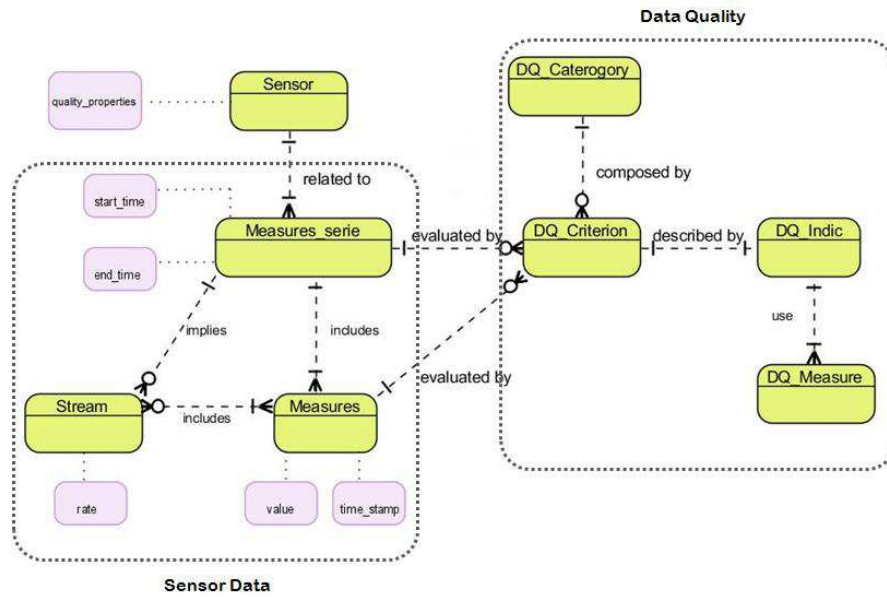 Data Quality
DQ_Caterogory
Sensor
quality_properties
related to
composed by
start_time
Measures_serie
evaluated by
DQ_Criterion
described by
DQ_Indic
end_time
implies
includes
use
evaluated by
DQ_Measure
Stream
includes
Measures
rate
value
time_stamp
Sensor Data